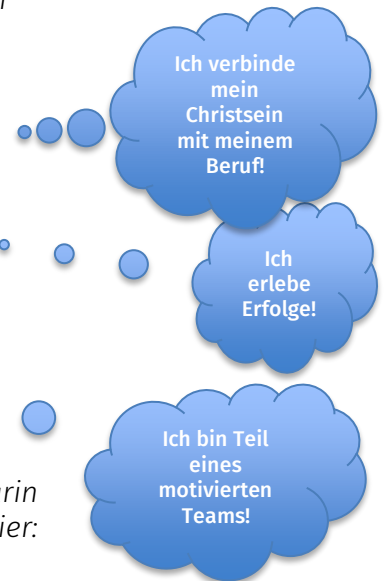 Ich verbinde
mein
Christsein
mit meinem
Beruf!
Ich
erlebe
Erfolge!
Ich bin Teil
eines
motivierten
Teams!